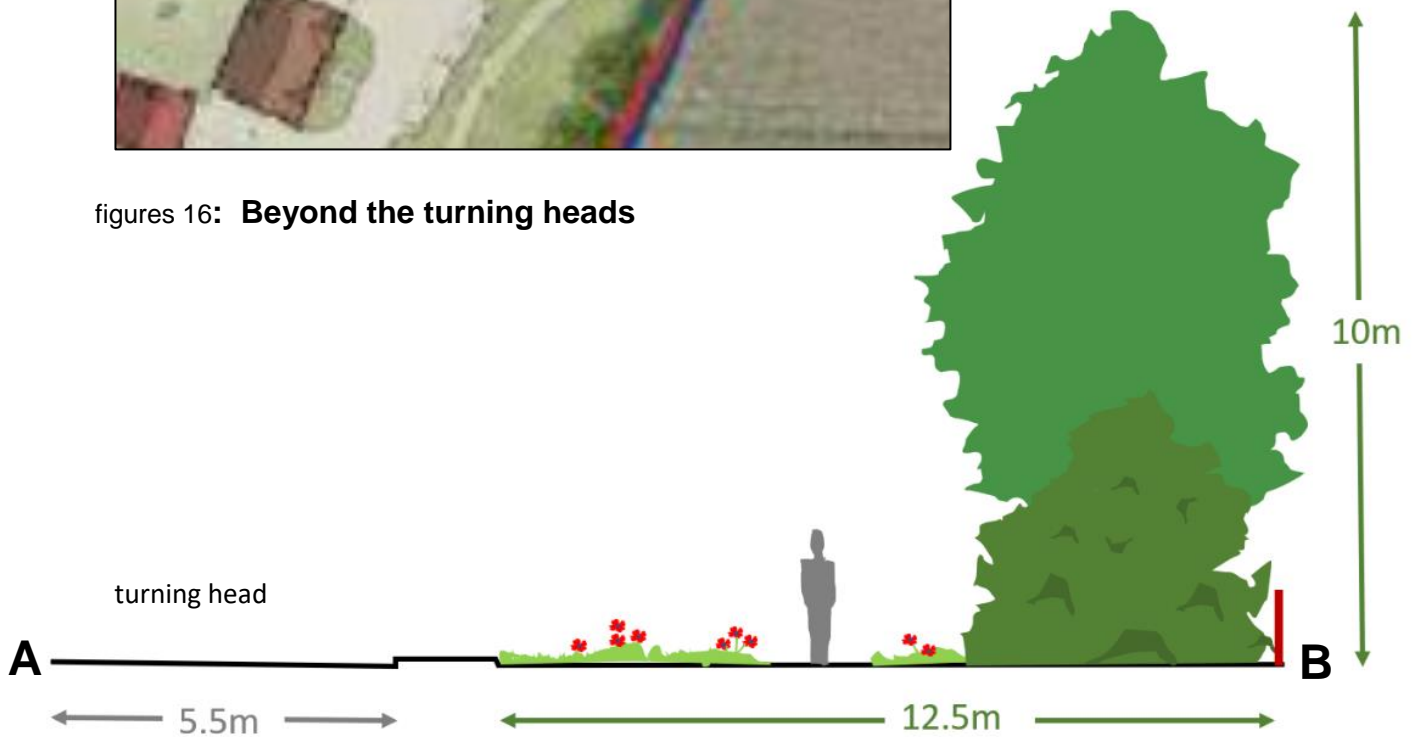 figures 16: Beyond the turning heads
10m
turning head
A
B
5.5m
12.5m